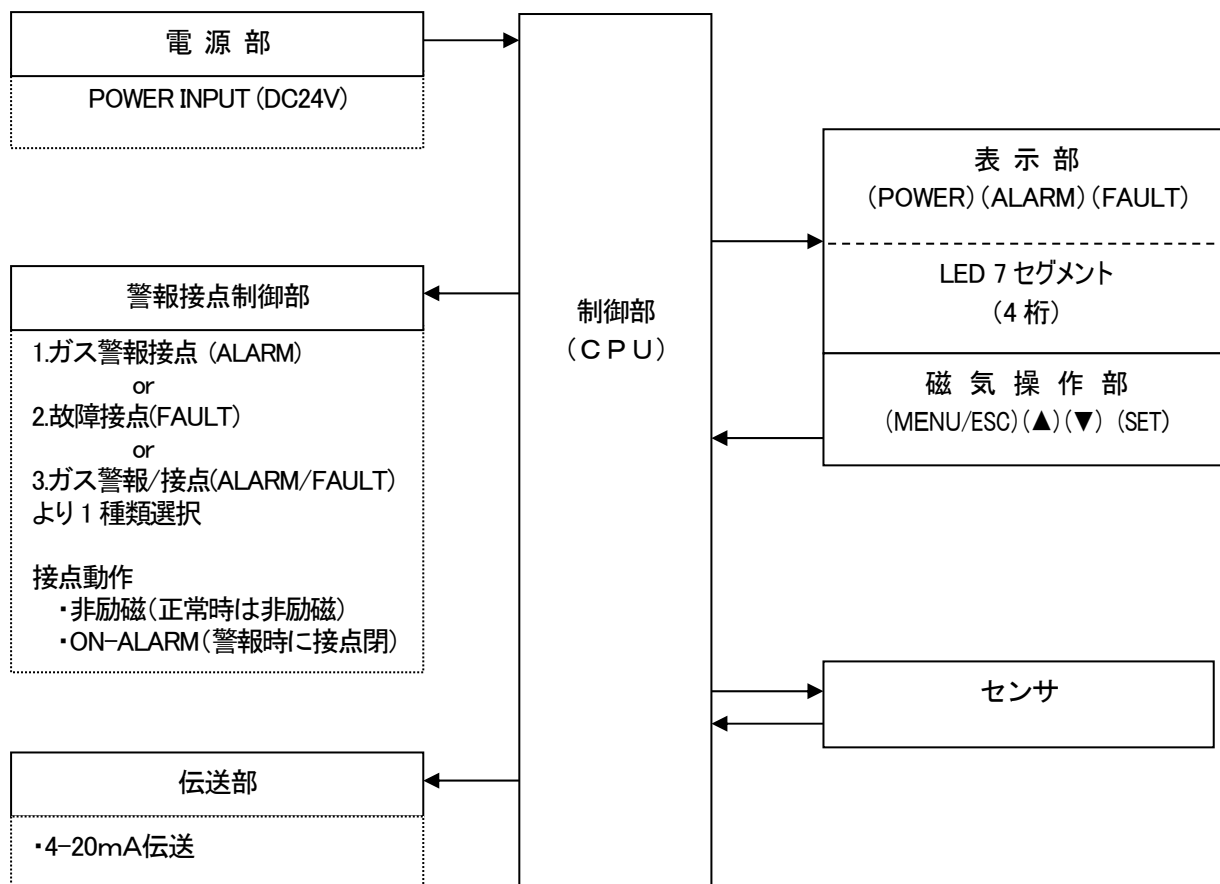 電 源 部
POWER INPUT (DC24V)
警報接点制御部
1.ガス警報接点 (ALARM)
or
2.故障接点(FAULT)
or
3.ガス警報/接点(ALARM/FAULT)
より 1 種類選択
接点動作
・非励磁(正常時は非励磁)
・ON-ALARM(警報時に接点閉)
伝送部
・4-20mA伝送
制御部
(CPU)
表 示 部
(POWER)(ALARM)(FAULT)
LED 7 セグメント
(4 桁)
磁 気 操 作 部
(MENU/ESC)(▲)(▼) (SET)
センサ